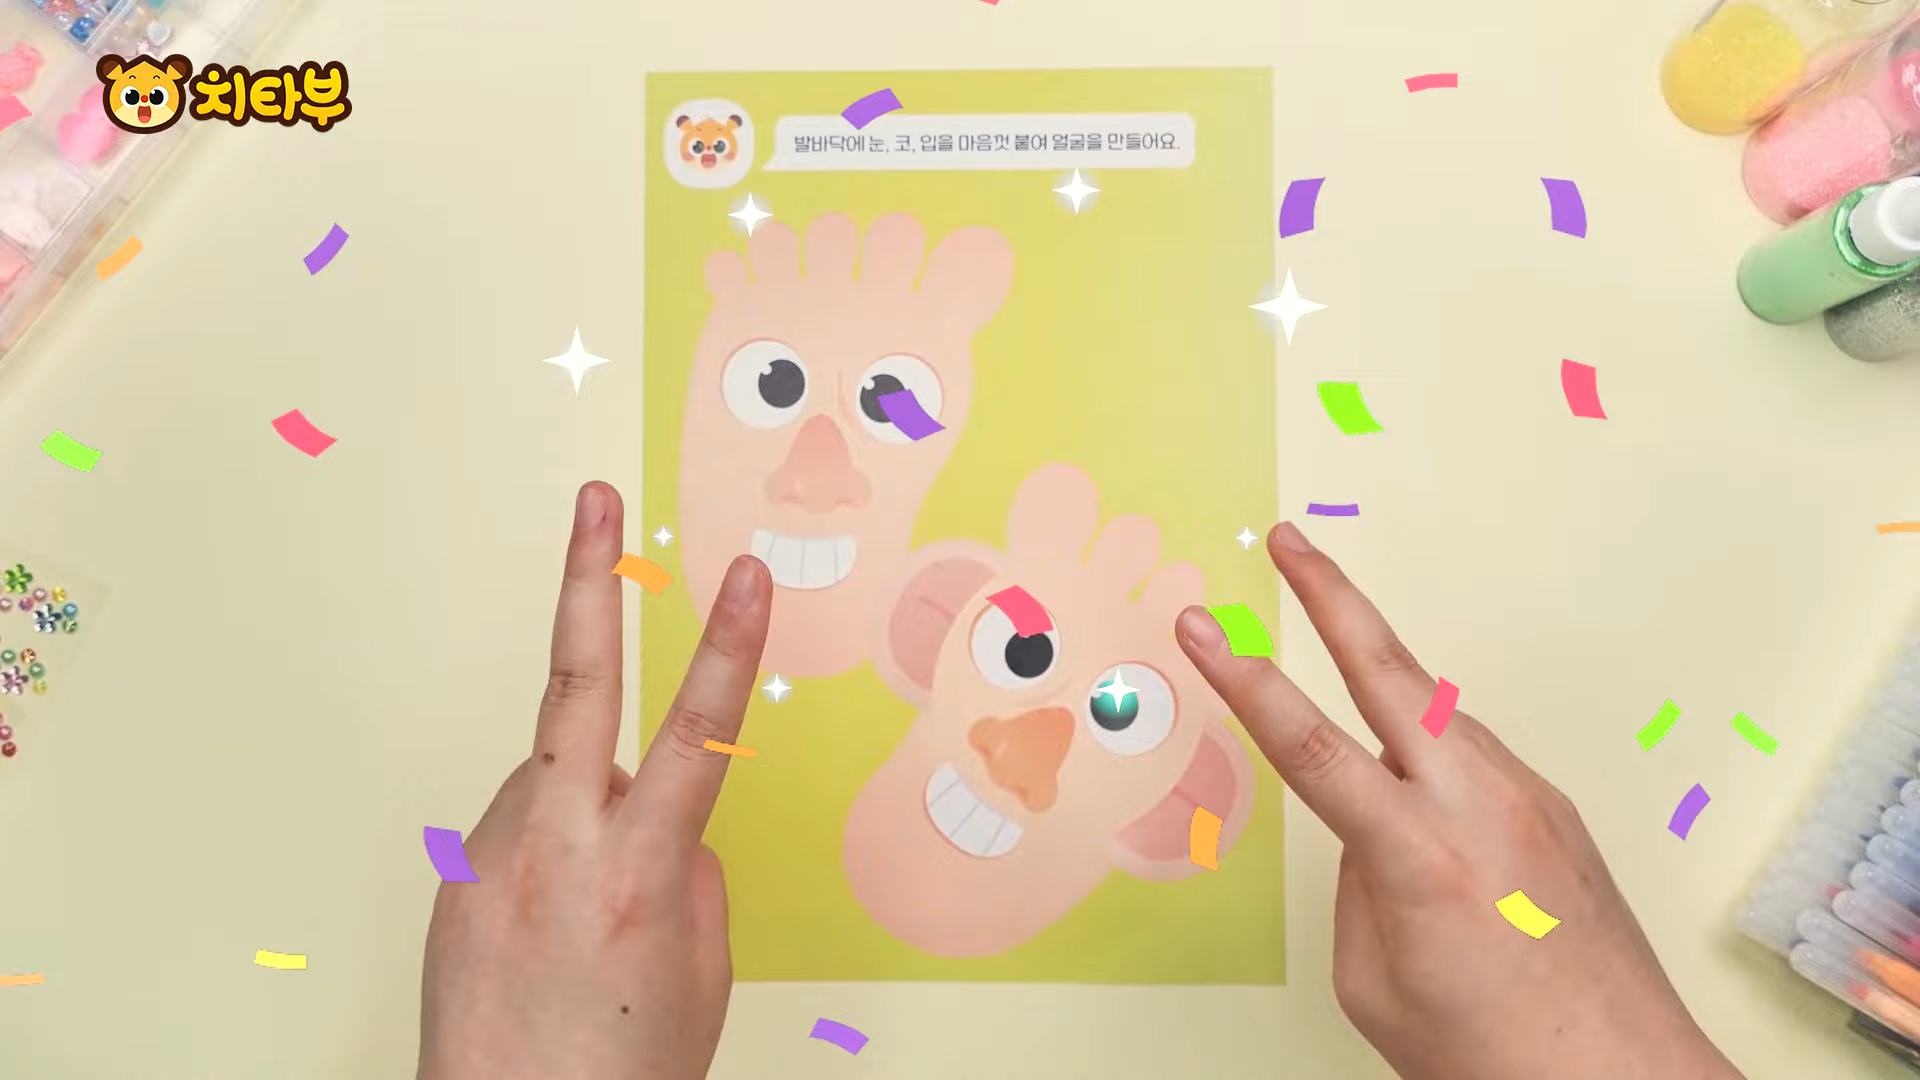 치타부
발바닥에 눈, 코, 입을 마음껏 붙여 얼굴을 만들어요.